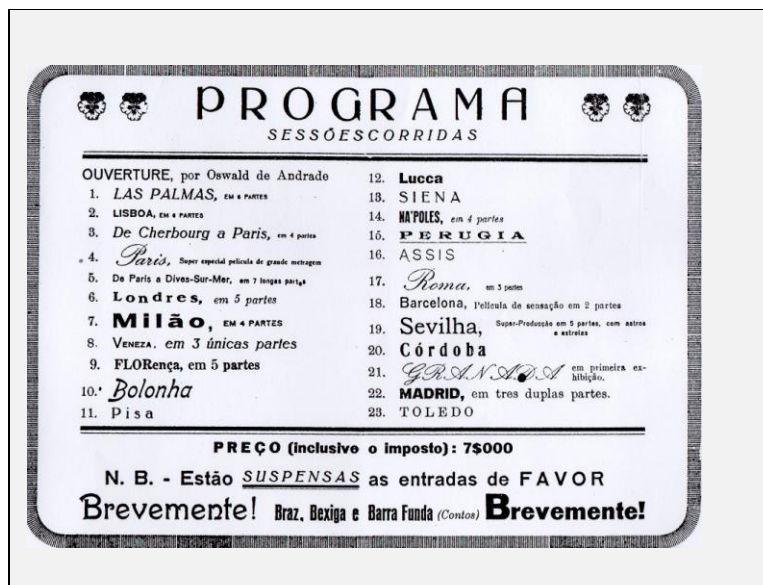 PROGRAMA
SESSÕES CORRIDAS
OUVERTURE, por Oswald de Andrade
1. LAS PALMAS, EM 6 PARTES
2. LISBOA, EM 4 PARTES
3. De Cherbourg a Paris, em 4 partes
4. Paris, Super especial pelicula de grande metragem
5. De Paris a Dives-Sur-Mer, em 7 longas partes
6. Londres, em 5 partes
7. Milão, EM 4 PARTES
8. VENEZA, em 3 únicas partes
9. FLORença, em 5 partes
10. Bolonha
11. Pisa
12. Lucca
13. SIENA
14. NA'POLES, em 4 partes
15. PERUGIA
16. ASSIS
17. Roma, em 3 partes
18. Barcelona, Pelicula de sensação em 2 partes
19. Sevilha, Super-Producção em 5 partes, com astros
e estrelas
20. Córdoba
21. GRANADA em primeira ex-
hibição.
22. MADRID, em tres duplas partes.
23. TOLEDO
PREÇO (inclusive o imposto): 7$000
N. B. - Estão SUSPENSAS as entradas de FAVOR
Brevemente! Braz, Bexiga e Barra Funda (Contos) Brevemente!